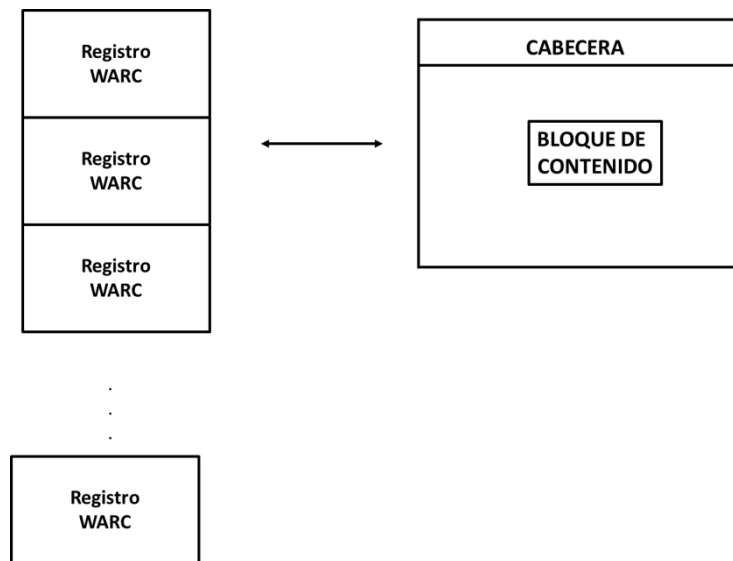 Registro
WARC
CABECERA
Registro
WARC
BLOQUE DE
CONTENIDO
Registro
WARC
.
.
.
Registro
WARC